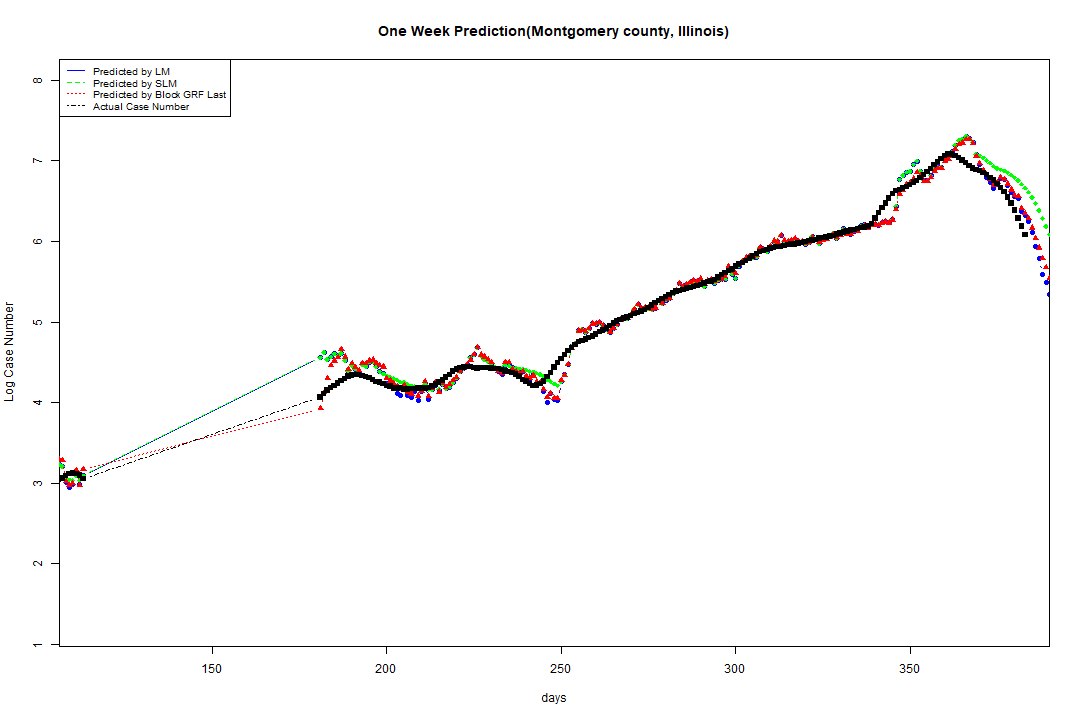 One Week Prediction(Montgomery county, Illinois)
Predicted by LM
Predicted by SLM
Predicted by Block GRF Last
Actual Case Number
8
7
6
5
4
3
2
1
Log Case Number
150 200 250 300 350
days